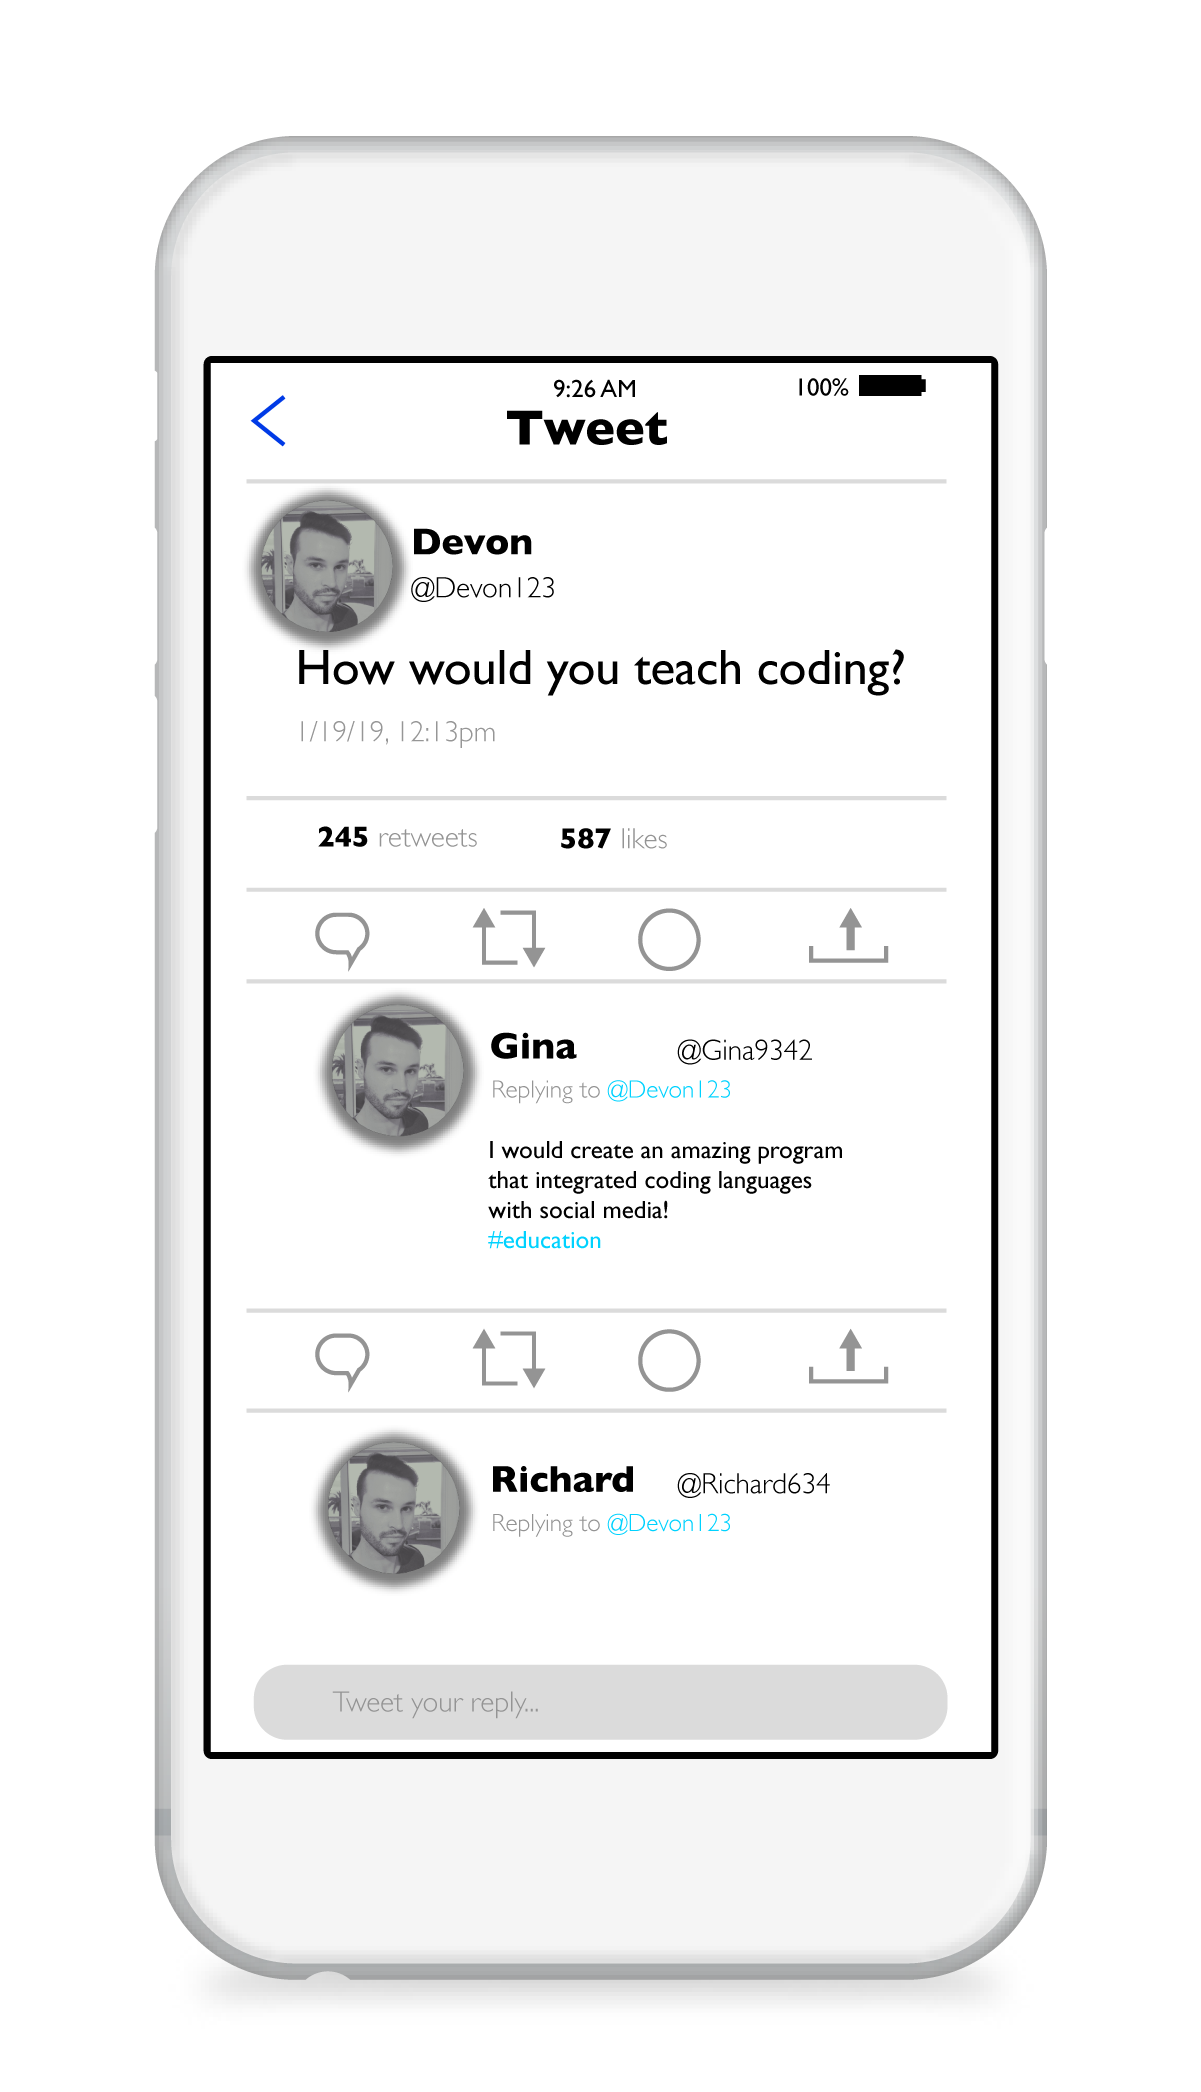 9:26 AM
100%
Tweet
Devon
@Devon123
How would you teach coding?
1/19/19, 12:13pm
245 retweets 587 likes
Gina @Gina9342
Replying to @Devon123
I would create an amazing program
that integrated coding languages
with social media!
#education
Richard @Richard634
Replying to @Devon123
Tweet your reply...